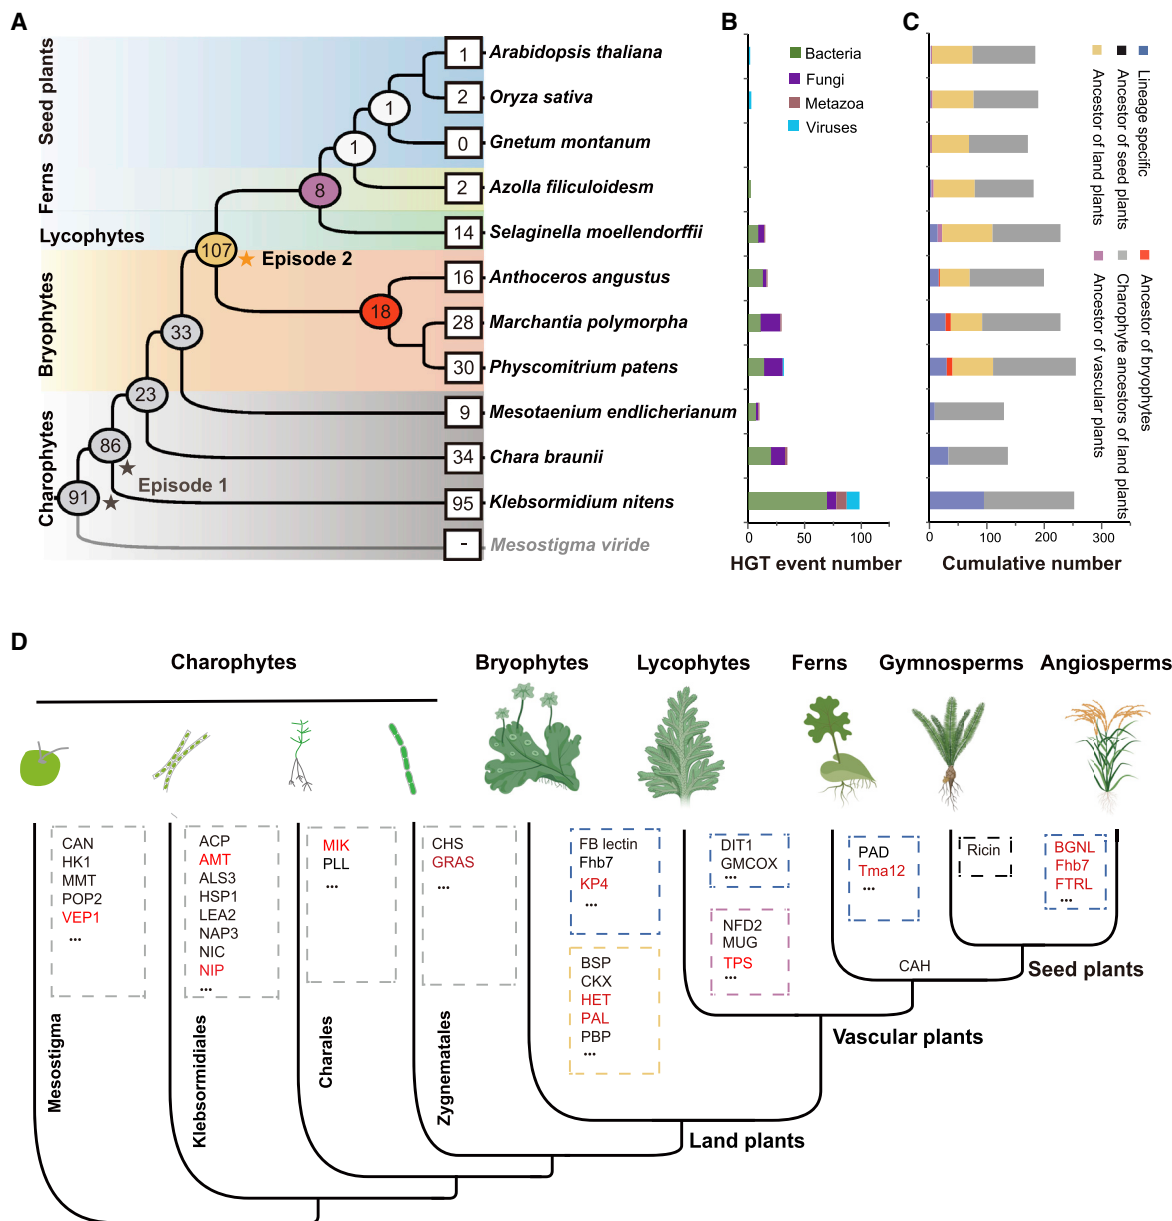 A
Seed plants
Ferns
Lycophytes
Bryophytes
Charophytes
1
Arabidopsis thaliana
2
Oryza sativa
1
0
Gnetum montanum
1
2
Azolla filiculoidesm
8
14
Selaginella moellendorffii
107
Episode 2
16
Anthoceros angustus
18
28
Marchantia polymorpha
33
30
Physcomitrium patens
23
9
Mesotaenium endlicherianum
86
34
Chara braunii
Episode 1
91
95
Klebsormidium nitens
-
Mesostigma viride
B
Bacteria
Fungi
Metazoa
Viruses
0
50
100
HGT event number
C
Lineage specific
Ancestor of seed plants
Ancestor of land plants
Ancestor of bryophytes
Charophyte ancestors of land plants
Ancestor of vascular plants
0
100
200
300
Cumulative number
D
Charophytes
Bryophytes
Lycophytes
Ferns
Gymnosperms
Angiosperms
CAN
HK1
MMT
POP2
VEP1
...
Mesostigma
ACP
AMT
ALS3
HSP1
LEA2
NAP3
NIC
NIP
...
Klebsormidiales
MIK
PLL
...
Charales
CHS
GRAS
...
Zygnematales
FB lectin
Fhb7
KP4
...
BSP
CKX
HET
PAL
PBP
...
DIT1
GMCOX
...
NFD2
MUG
TPS
...
PAD
Tma12
...
Ricin
BGNL
Fhb7
FTRL
...
CAH
Seed plants
Vascular plants
Land plants